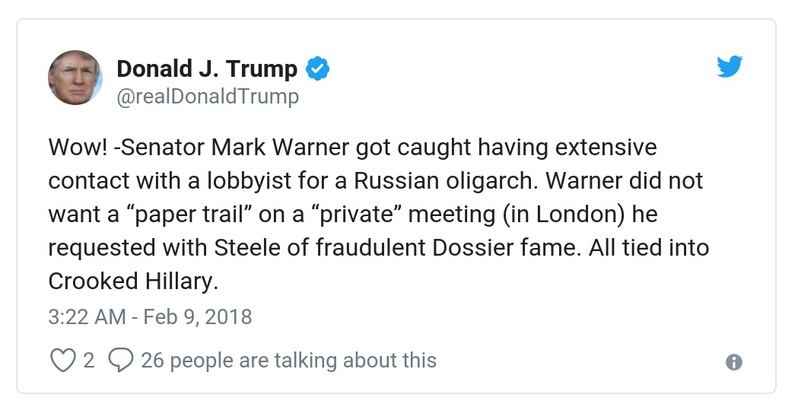 Donald J. Trump
@realDonaldTrump
Wow! -Senator Mark Warner got caught having extensive
contact with a lobbyist for a Russian oligarch. Warner did not
want a “paper trail” on a “private” meeting (in London) he
requested with Steele of fraudulent Dossier fame. All tied into
Crooked Hillary.
3:22 AM - Feb 9, 2018
2 26 people are talking about this